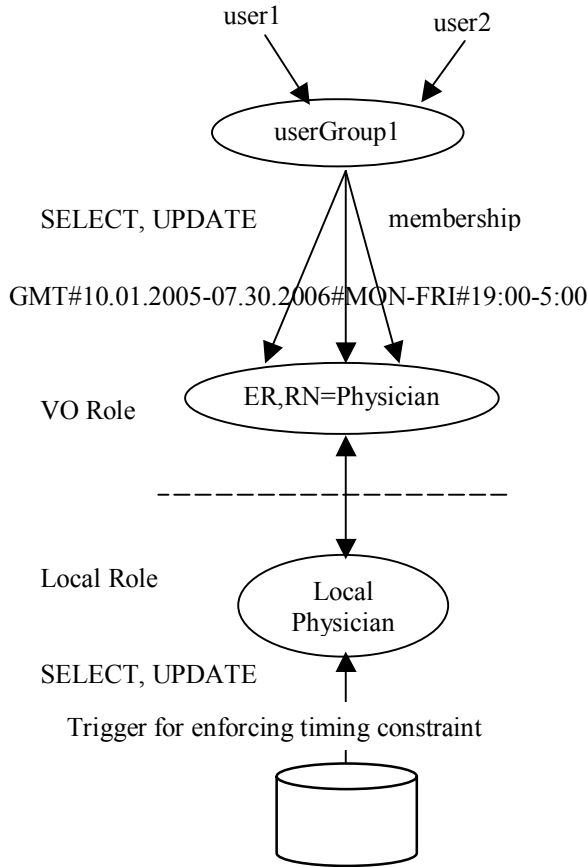 user1
user2
userGroup1
SELECT, UPDATE
membership
GMT#10.01.2005-07.30.2006#MON-FRI#19:00-5:00
ER,RN=Physician
VO Role
Local Role
Local
Physician
SELECT, UPDATE
Trigger for enforcing timing constraint